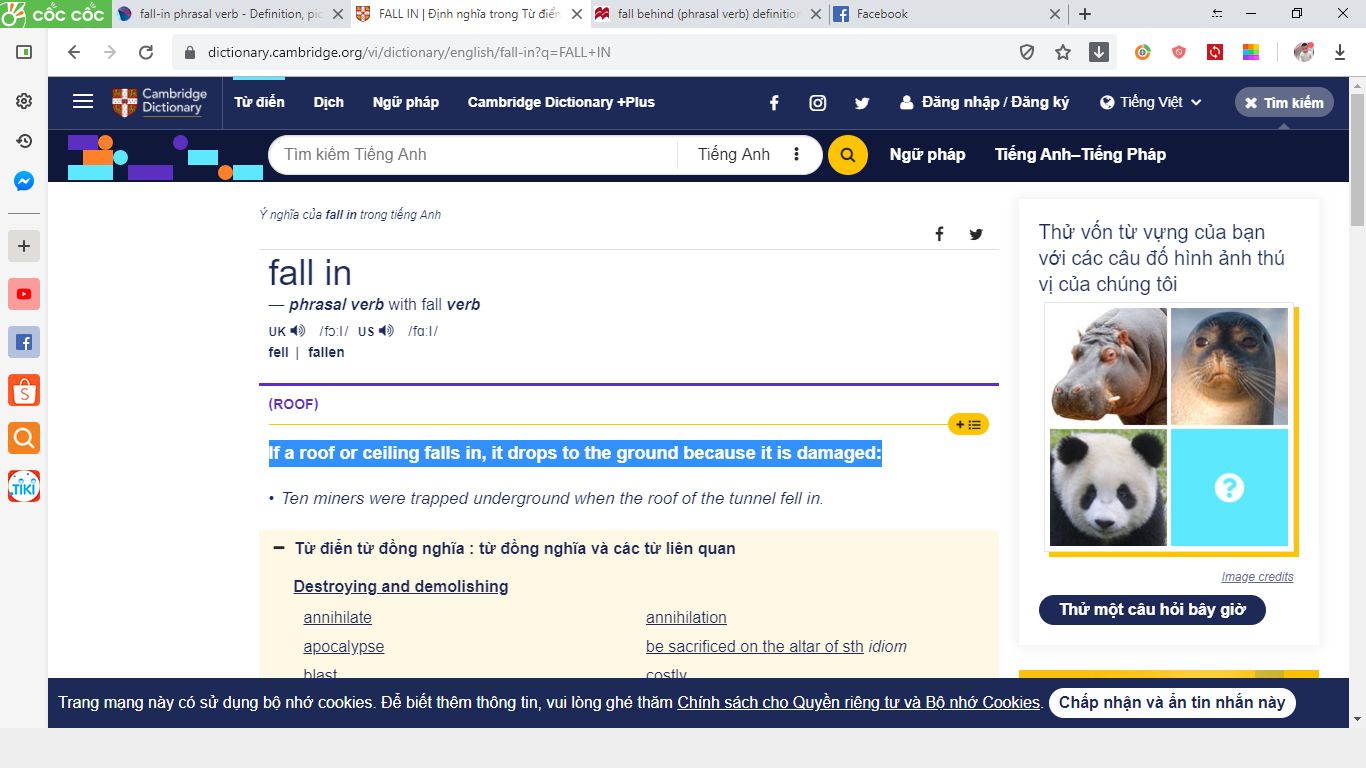 cốc cốc
fall-in phrasal verb - Definition, pic
FALL IN | Định nghĩa trong Từ điển
fall behind (phrasal verb) definition
Facebook
dictionary.cambridge.org/vi/dictionary/english/fall-in?q=FALL+IN
Cambridge
Dictionary
Từ điển
Dịch
Ngữ pháp
Cambridge Dictionary +Plus
Đăng nhập / Đăng ký
Tiếng Việt
Tìm kiếm
Tìm kiếm Tiếng Anh
Tiếng Anh
Ngữ pháp
Tiếng Anh–Tiếng Pháp
Ý nghĩa của fall in trong tiếng Anh
fall in
— phrasal verb with fall verb
UK /fɔːl/ US /fɑːl/
fell | fallen
(ROOF)
If a roof or ceiling falls in, it drops to the ground because it is damaged:
• Ten miners were trapped underground when the roof of the tunnel fell in.
Từ điển từ đồng nghĩa : từ đồng nghĩa và các từ liên quan
Destroying and demolishing
annihilate
annihilation
apocalypse
be sacrificed on the altar of sth idiom
blast
costly
Thử vốn từ vựng của bạn
với các câu đố hình ảnh thú
vị của chúng tôi
?
Image credits
Thử một câu hỏi bây giờ
TIKI
Trang mạng này có sử dụng bộ nhớ cookies. Để biết thêm thông tin, vui lòng ghé thăm Chính sách cho Quyền riêng tư và Bộ nhớ Cookies.
Chấp nhận và ẩn tin nhắn này